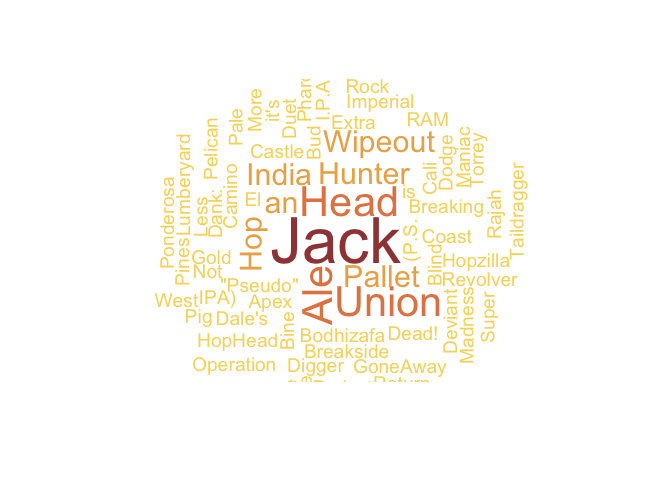 Rock
Imperial
Extra
RAM
I.P.A
Duet
it's
More
Pale
Pelican
Castle
Bud
Wipeout
India
Hunter
Cali
Dodge
Maniac
Torrey
Ponderosa
Lumberyard
Pines
Less
Dank:
Camino
El
an
Head
is
Breaking
Rajah
Taildragger
Hop
Jack
(P.S.
Coast
Blind
Hopzilla
Gold
Not
"Pseudo"
Ale
Pallet
Revolver
West
IPA)
Apex
Union
Super
Pig
Dale's
Bine
Bodhizafa
Dead!
Deviant
Madness
HopHead
Breakside
Operation
Digger
GoneAway
Return